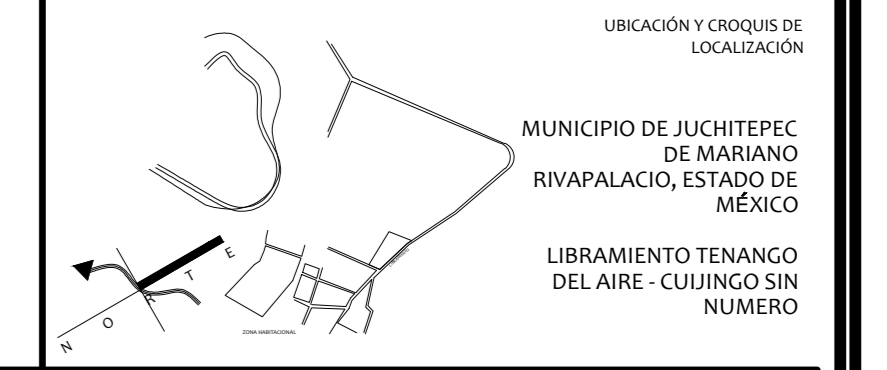 UBICACIÓN Y CROQUIS DE
LOCALIZACIÓN
MUNICIPIO DE JUCHITEPEC
DE MARIANO
RIVAPALACIO, ESTADO DE
MÉXICO
LIBRAMIENTO TENANGO
DEL AIRE - CUIJINGO SIN
NUMERO
N O R T E
ZONA HABITACIONAL